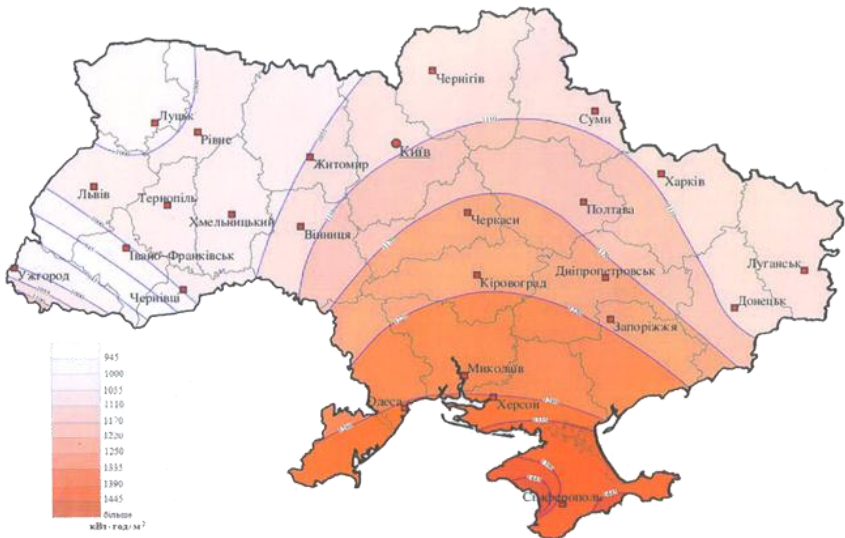 Чернігів
Луцьк
Суми
Рівне
Київ
Житомир
Харків
Львів
Тернопіль
Полтава
Хмельницький
Черкаси
Вінниця
Івано-Франківськ
Ужгород
Дніпропетровськ
Луганськ
Кіровоград
Чернівці
Донецьк
Запоріжжя
945
1000
1055
1110
1170
1250
1335
1390
1445
більше
кВт·год/м²
Миколаїв
Одеса
Херсон
Сімферополь